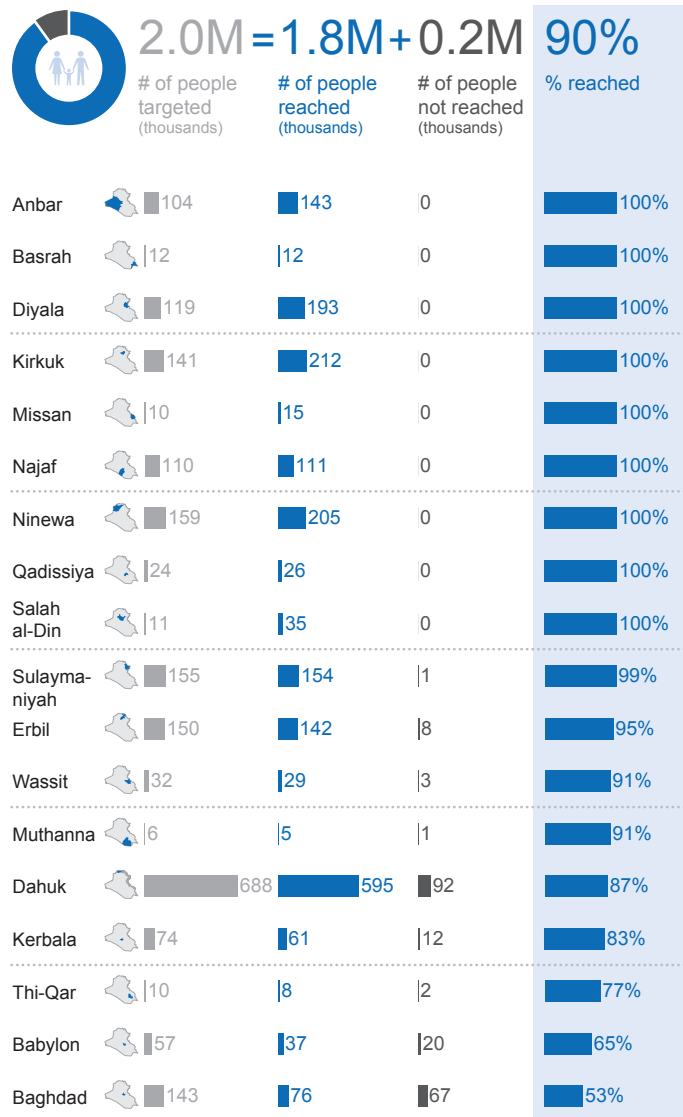 2.0M = 1.8M + 0.2M 90%
# of people targeted (thousands) # of people reached (thousands) # of people not reached (thousands) % reached
Anbar 104 143 0 100%
Basrah 12 12 0 100%
Diyala 119 193 0 100%
Kirkuk 141 212 0 100%
Missan 10 15 0 100%
Najaf 110 111 0 100%
Ninewa 159 205 0 100%
Qadissiya 24 26 0 100%
Salah al-Din 11 35 0 100%
Sulayma-niyah 155 154 1 99%
Erbil 150 142 8 95%
Wassit 32 29 3 91%
Muthanna 6 5 1 91%
Dahuk 688 595 92 87%
Kerbala 74 61 12 83%
Thi-Qar 10 8 2 77%
Babylon 57 37 20 65%
Baghdad 143 76 67 53%